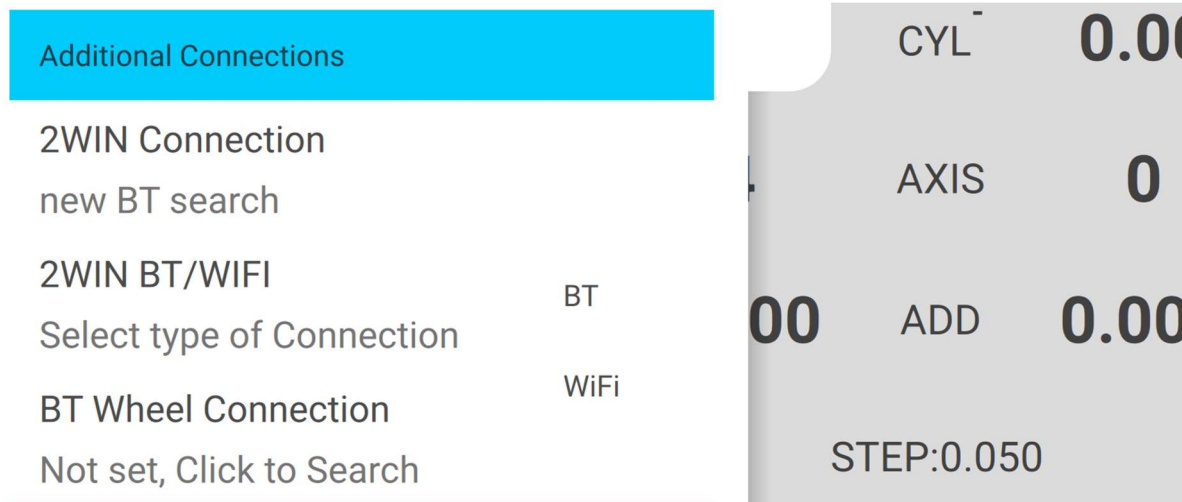 Additional Connections
2WIN Connection
new BT search
2WIN BT/WIFI
Select type of Connection
BT
WiFi
BT Wheel Connection
Not set, Click to Search
CYL -
AXIS 0
00 ADD
STEP:0.050